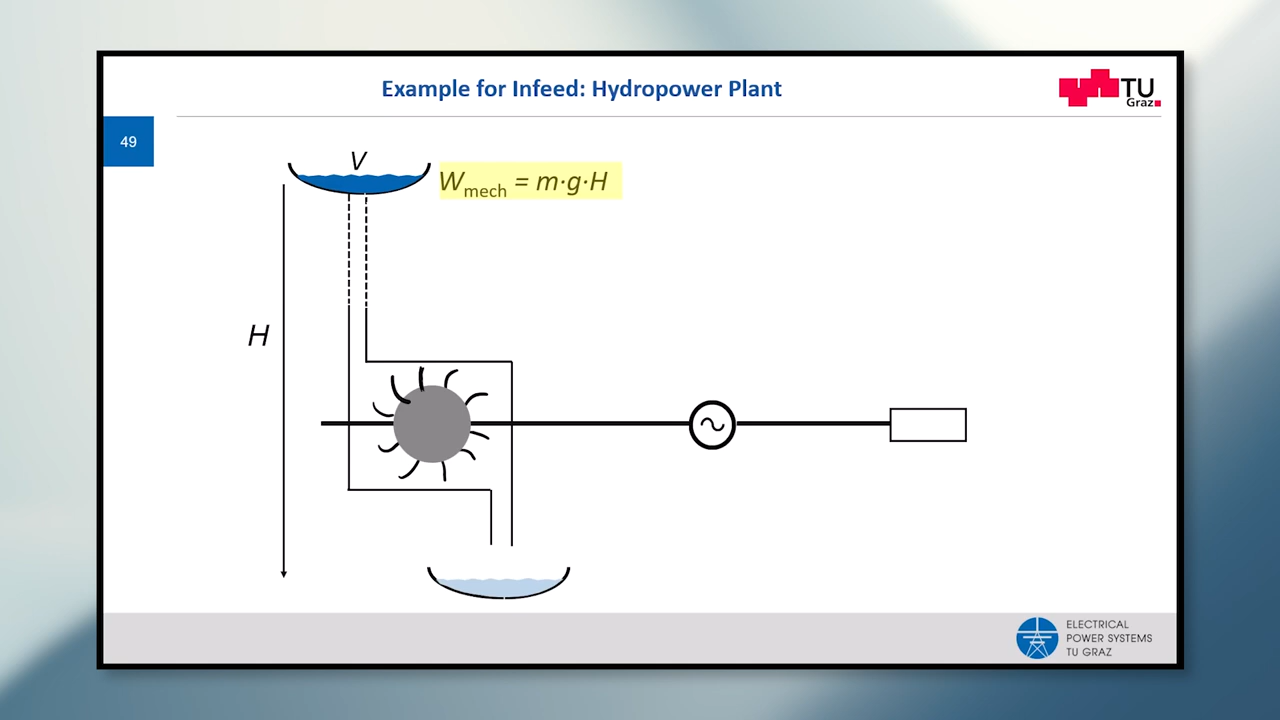 Example for Infeed: Hydropower Plant
TU
Graz
49
V
Wmech = m·g·H
H
ELECTRICAL
POWER SYSTEMS
TU GRAZ